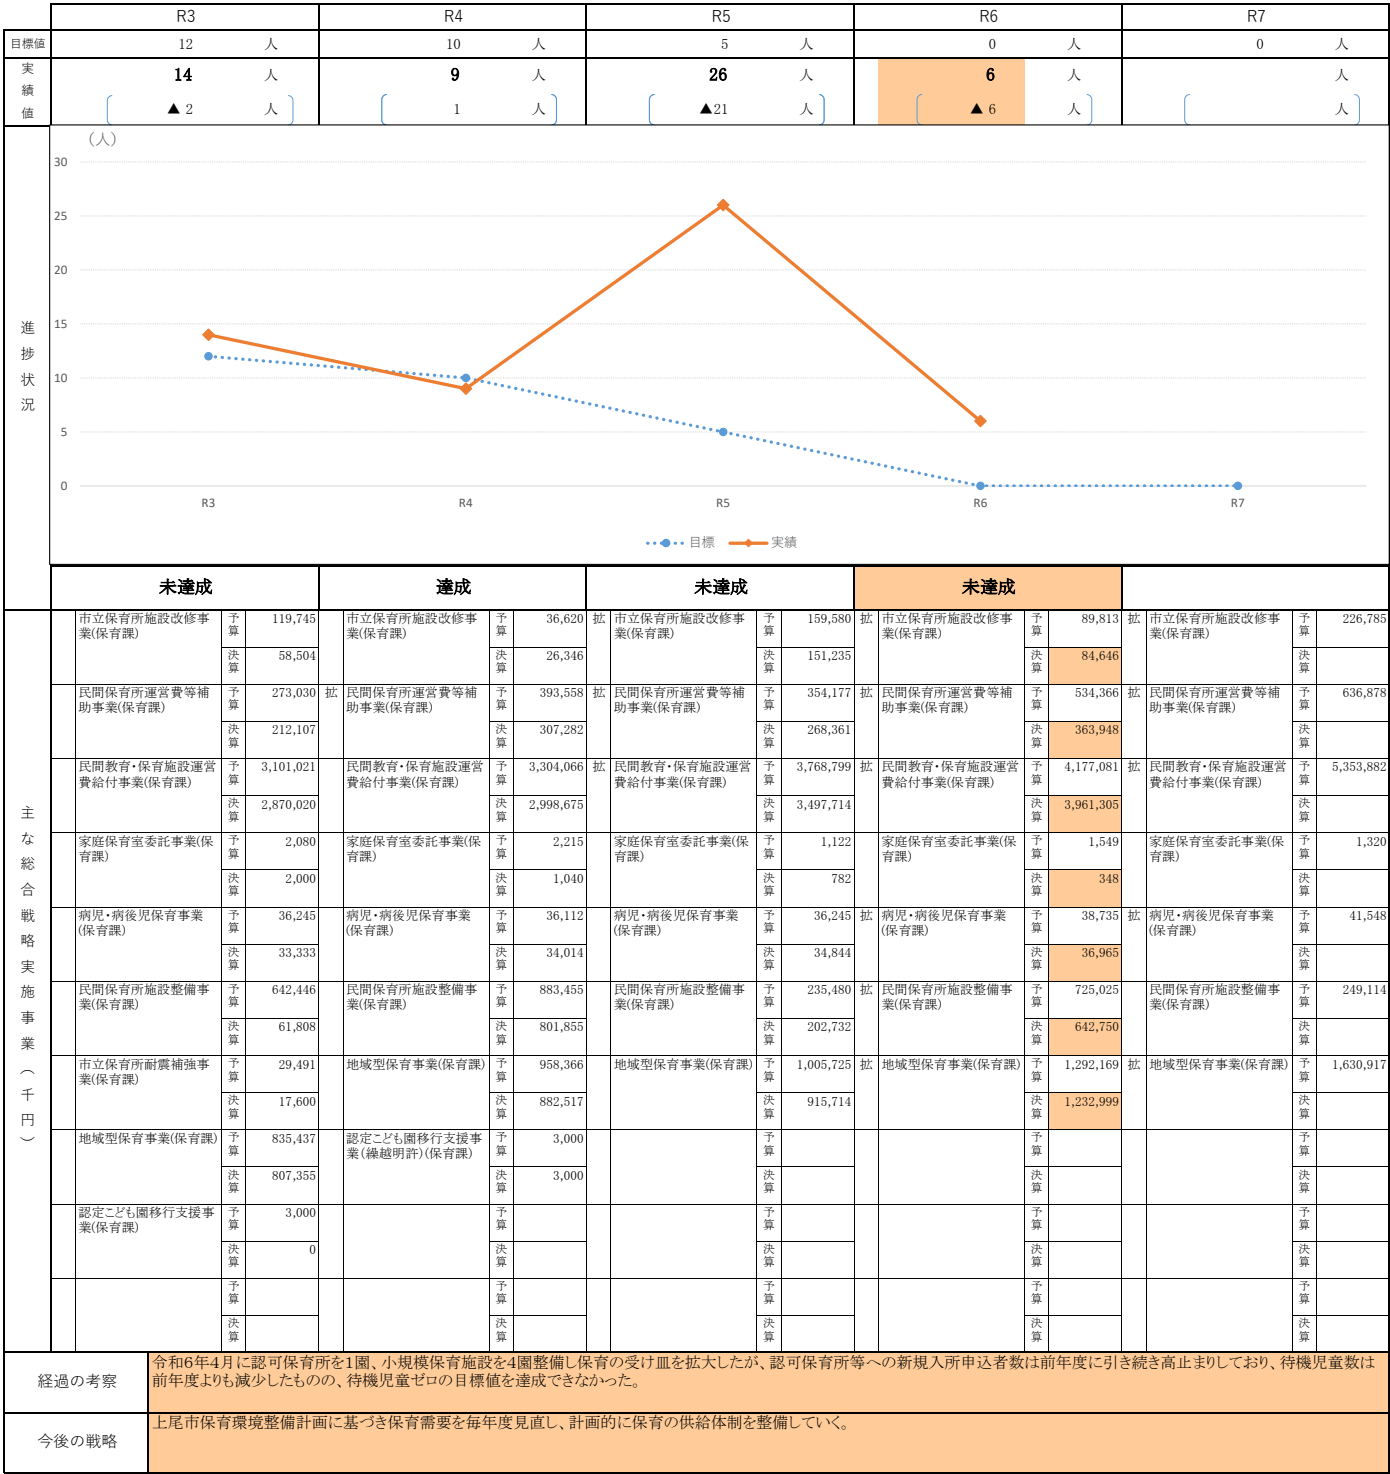 R3 R4 R5 R6 R7
目標値 12 人 10 人 5 人 0 人 0 人
実績値 14 人 9 人 26 人 6 人 人
▲ 2 人 1 人 ▲21 人 ▲ 6 人 人
進捗状況
(人)
30
25
20
15
10
5
0
R3 R4 R5 R6 R7
目標 実績
未達成 達成 未達成 未達成
主な総合戦略実施事業(千円)
市立保育所施設改修事業(保育課) 予算 119,745 市立保育所施設改修事業(保育課) 予算 36,620 拡 市立保育所施設改修事業(保育課) 予算 159,580 拡 市立保育所施設改修事業(保育課) 予算 89,813 拡 市立保育所施設改修事業(保育課) 予算 226,785
決算 58,504 決算 26,346 決算 151,235 決算 84,646 決算
民間保育所運営費等補助事業(保育課) 予算 273,030 拡 民間保育所運営費等補助事業(保育課) 予算 393,558 拡 民間保育所運営費等補助事業(保育課) 予算 354,177 拡 民間保育所運営費等補助事業(保育課) 予算 534,366 拡 民間保育所運営費等補助事業(保育課) 予算 636,878
決算 212,107 決算 307,282 決算 268,361 決算 363,948 決算
民間教育・保育施設運営費給付事業(保育課) 予算 3,101,021 民間教育・保育施設運営費給付事業(保育課) 予算 3,304,066 拡 民間教育・保育施設運営費給付事業(保育課) 予算 3,768,799 拡 民間教育・保育施設運営費給付事業(保育課) 予算 4,177,081 拡 民間教育・保育施設運営費給付事業(保育課) 予算 5,353,882
決算 2,870,020 決算 2,998,675 決算 3,497,714 決算 3,961,305 決算
家庭保育室委託事業(保育課) 予算 2,080 家庭保育室委託事業(保育課) 予算 2,215 家庭保育室委託事業(保育課) 予算 1,122 家庭保育室委託事業(保育課) 予算 1,549 家庭保育室委託事業(保育課) 予算 1,320
決算 2,000 決算 1,040 決算 782 決算 348 決算
病児・病後児保育事業(保育課) 予算 36,245 病児・病後児保育事業(保育課) 予算 36,112 病児・病後児保育事業(保育課) 予算 36,245 拡 病児・病後児保育事業(保育課) 予算 38,735 拡 病児・病後児保育事業(保育課) 予算 41,548
決算 33,333 決算 34,014 決算 34,844 決算 36,965 決算
民間保育所施設整備事業(保育課) 予算 642,446 民間保育所施設整備事業(保育課) 予算 883,455 民間保育所施設整備事業(保育課) 予算 235,480 拡 民間保育所施設整備事業(保育課) 予算 725,025 民間保育所施設整備事業(保育課) 予算 249,114
決算 61,808 決算 801,855 決算 202,732 決算 642,750 決算
市立保育所耐震補強事業(保育課) 予算 29,491 地域型保育事業(保育課) 予算 958,366 地域型保育事業(保育課) 予算 1,005,725 拡 地域型保育事業(保育課) 予算 1,292,169 拡 地域型保育事業(保育課) 予算 1,630,917
決算 17,600 決算 882,517 決算 915,714 決算 1,232,999 決算
地域型保育事業(保育課) 予算 835,437 認定こども園移行支援事業(繰越明許)(保育課) 予算 3,000 予算 予算 予算
決算 807,355 決算 3,000 決算 決算 決算
認定こども園移行支援事業(保育課) 予算 3,000 予算 予算 予算 予算
決算 0 決算 決算 決算 決算
予算 予算 予算 予算 予算
決算 決算 決算 決算 決算
経過の考察
令和6年4月に認可保育所を1園、小規模保育施設を4園整備し保育の受け皿を拡大したが、認可保育所等への新規入所申込者数は前年度に引き続き高止まりしており、待機児童数は
前年度よりも減少したものの、待機児童ゼロの目標値を達成できなかった。
今後の戦略
上尾市保育環境整備計画に基づき保育需要を毎年度見直し、計画的に保育の供給体制を整備していく。